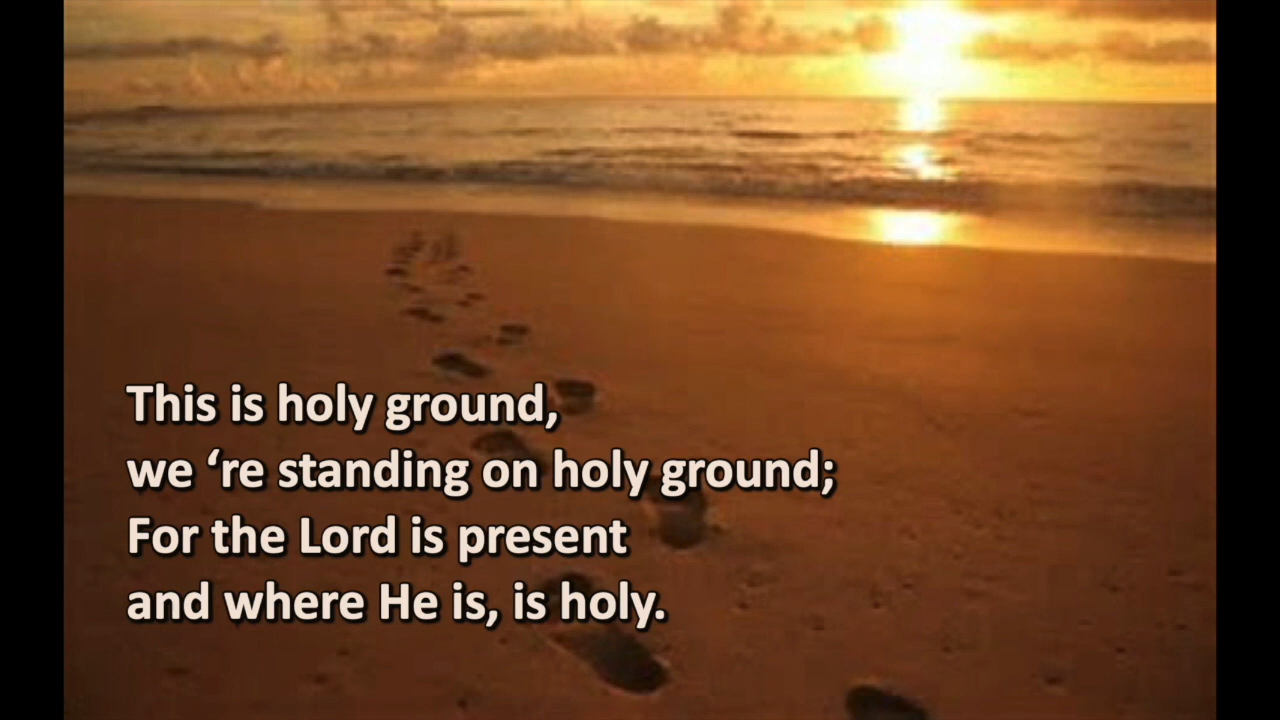 This is holy ground,
we ‘re standing on holy ground;
For the Lord is present
and where He is, is holy.